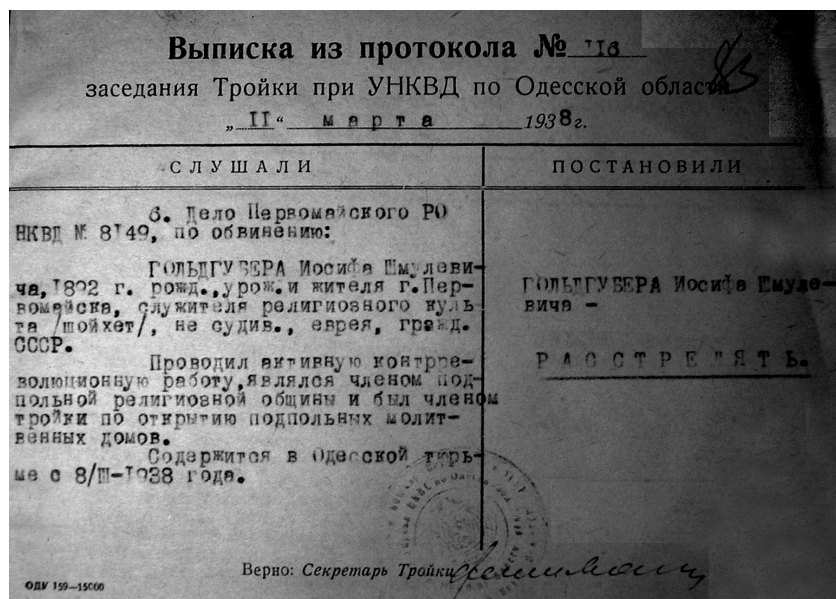 Выписка из протокола № 116
83
заседания Тройки при УНКВД по Одесской области
„ II “ марта 1938 г.
СЛУШАЛИ
ПОСТАНОВИЛИ
6. Дело Первомайского РО
НКВД № 8149, по обвинению:
ГОЛЬДГУБЕРА Иосифа Шмулеви-
ча, 1892 г. рожд., урож. и жителя г. Пер-
вомайска, служителя религиозного куль-
та /шойхет/, не судив., еврея, гражд.
СССР.
Проводил активную контрре-
волюционную работу, являлся членом под-
польной религиозной общины и был членом
тройки по открытию подпольных молит-
венных домов.
Содержится в Одесской тюрь-
ме с 8/III-1938 года.
ГОЛЬДГУБЕРА Иосифа Шмуле-
вича -
РАССТРЕЛЯТЬ.
Верно: Секретарь Тройки
ОДУ 159—15000